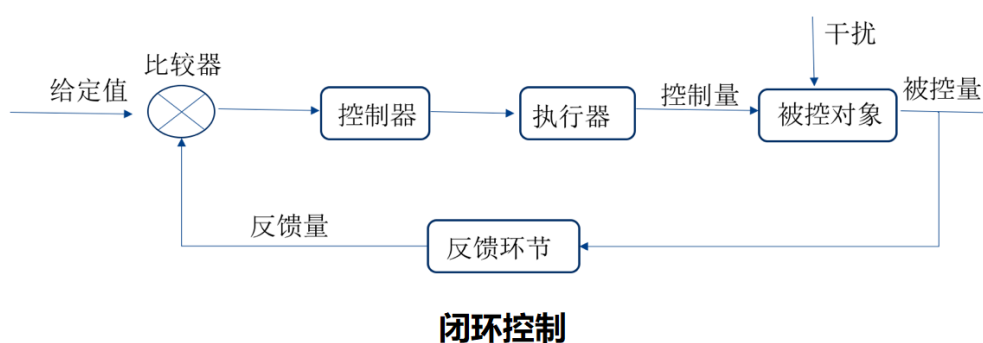 干扰
比较器
给定值
控制量
被控量
控制器
执行器
被控对象
反馈量
反馈环节
闭环控制